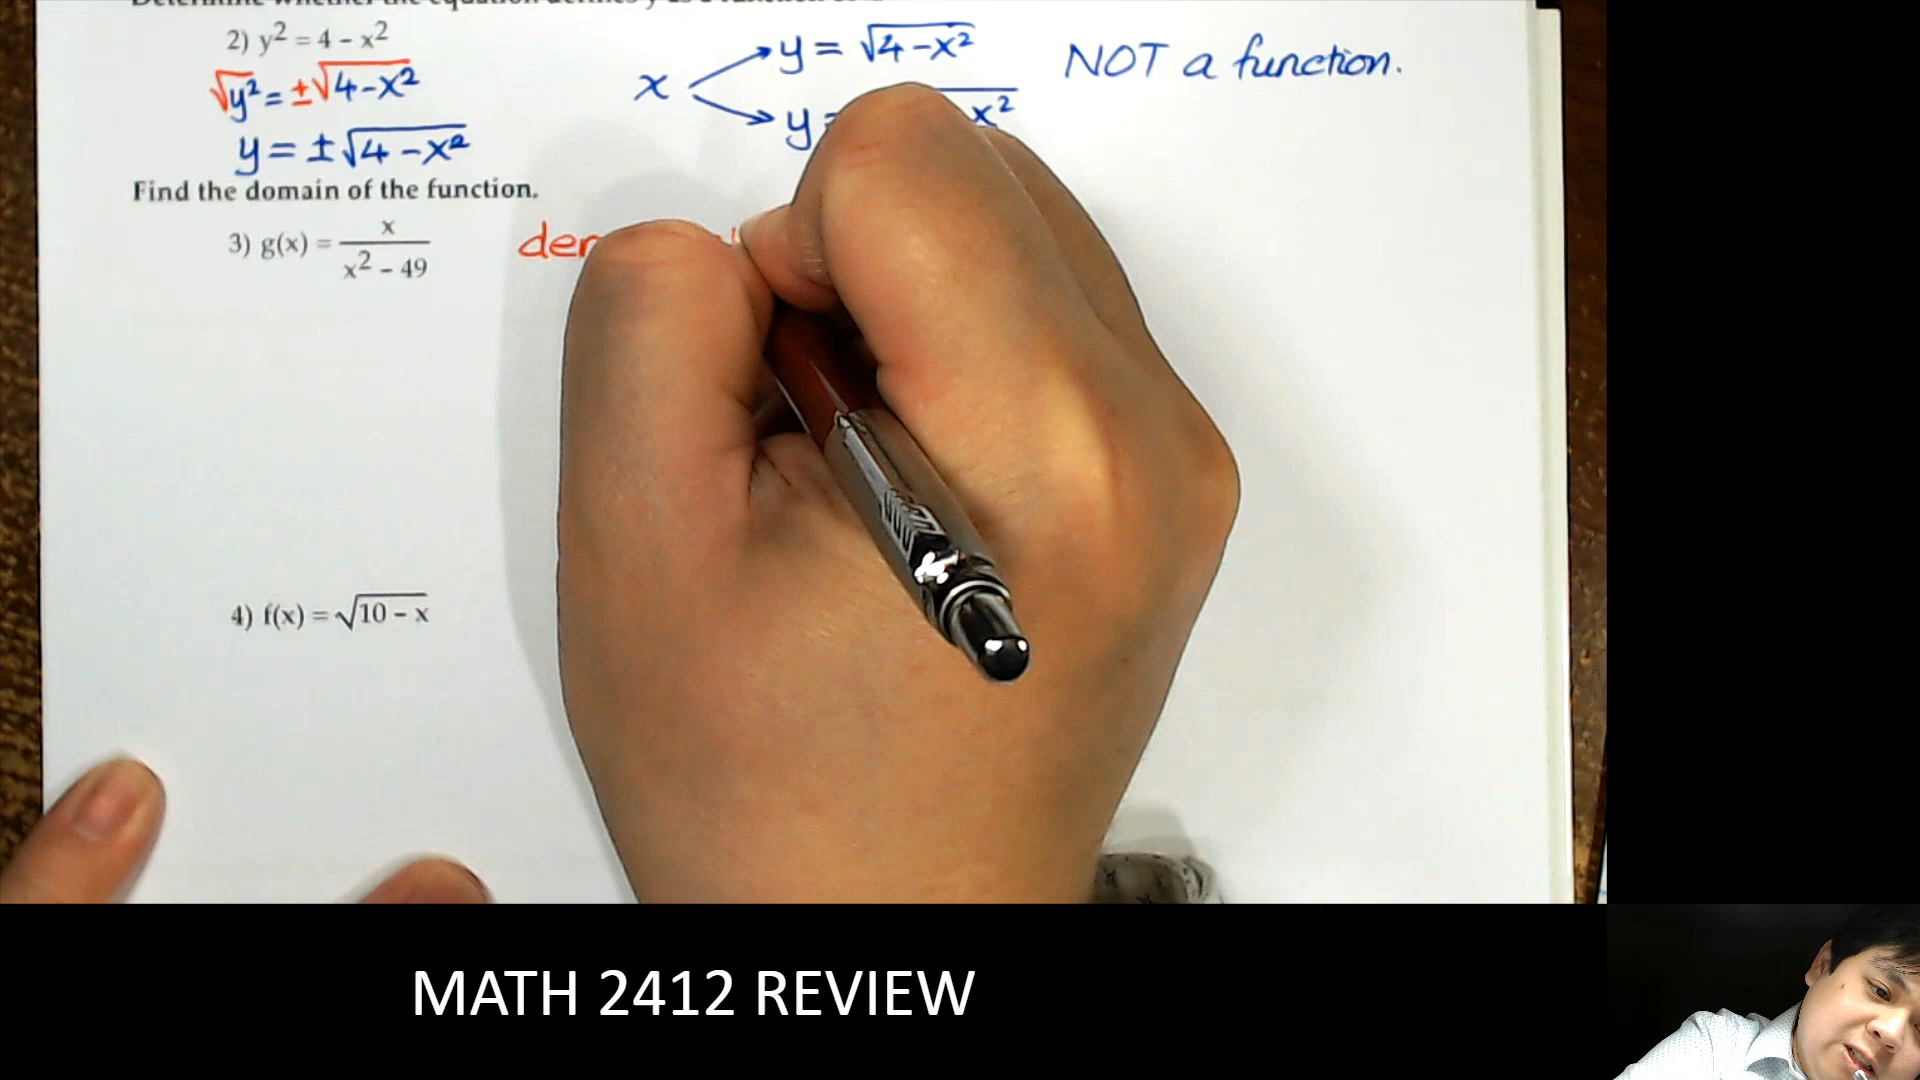 2) y² = 4 – x²
√y² = ±√4-x²
y = ±√4-x²
x
y = √4-x²
y = x²
NOT a function.
Find the domain of the function.
3) g(x) = x / x² – 49
4) f(x) = √10 – x
MATH 2412 REVIEW